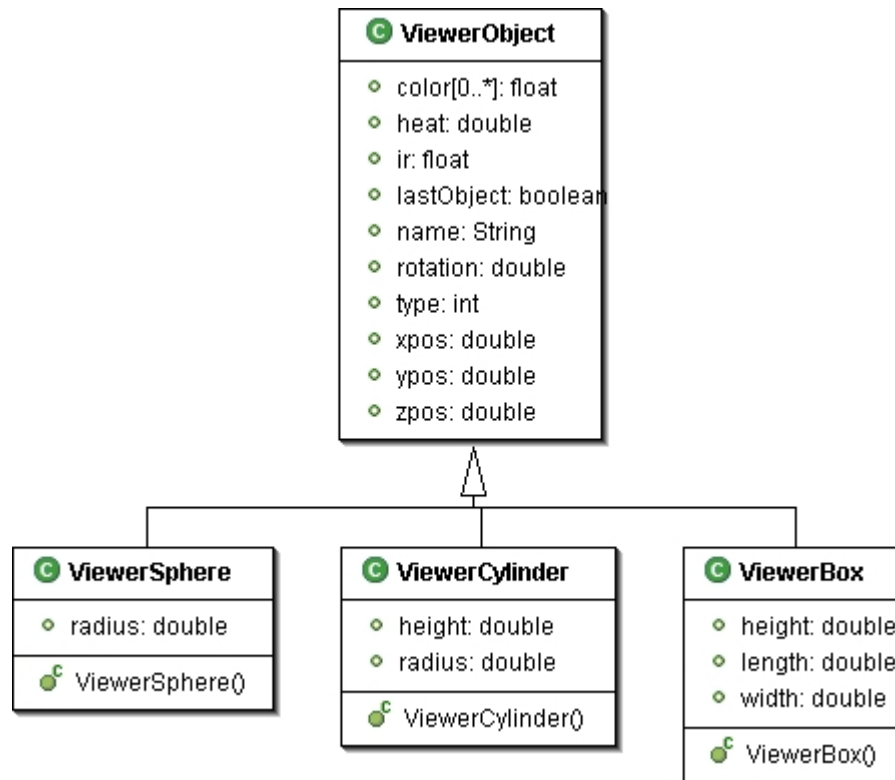 C ViewerObject
color[0..*]: float
heat: double
ir: float
lastObject: boolean
name: String
rotation: double
type: int
xpos: double
ypos: double
zpos: double
C ViewerSphere
radius: double
C ViewerSphere()
C ViewerCylinder
height: double
radius: double
C ViewerCylinder()
C ViewerBox
height: double
length: double
width: double
C ViewerBox()